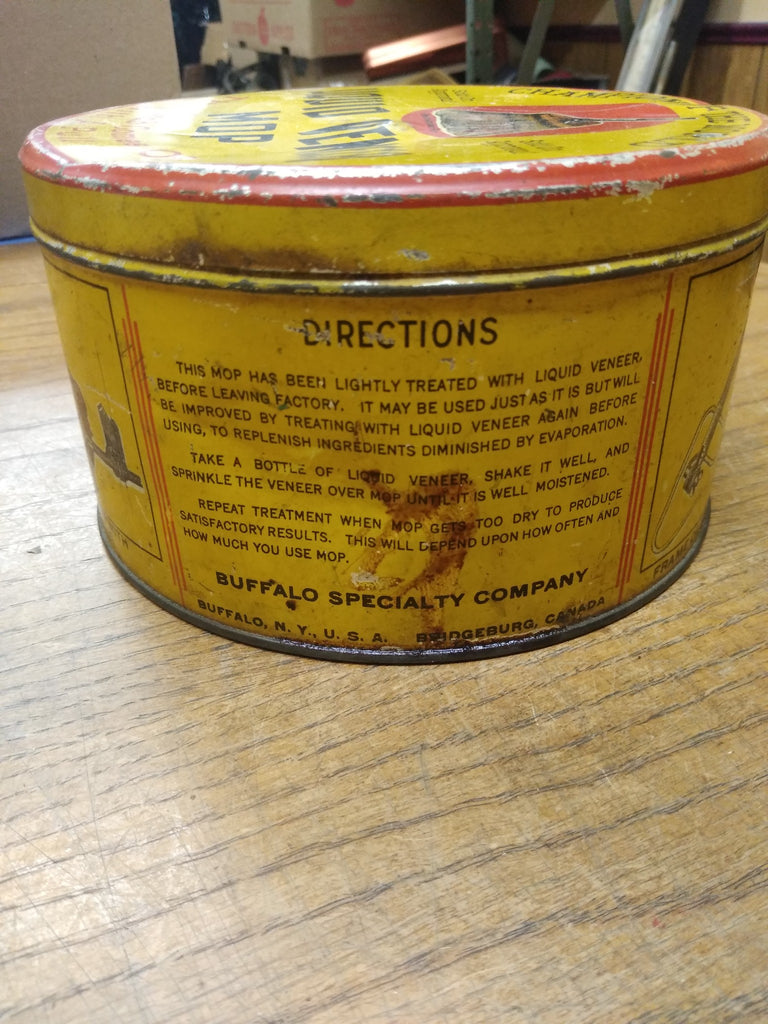 LIQUID VEN
MOP
DIRECTIONS
THIS MOP HAS BEEN LIGHTLY TREATED WITH LIQUID VENEER,
BEFORE LEAVING FACTORY. IT MAY BE USED JUST AS IT IS BUT WILL
BE IMPROVED BY TREATING WITH LIQUID VENEER AGAIN BEFORE
USING, TO REPLENISH INGREDIENTS DIMINISHED BY EVAPORATION.
TAKE A BOTTLE OF LIQUID VENEER, SHAKE IT WELL, AND
SPRINKLE THE VENEER OVER MOP UNTIL IT IS WELL MOISTENED.
REPEAT TREATMENT WHEN MOP GETS TOO DRY TO PRODUCE
SATISFACTORY RESULTS. THIS WILL DEPEND UPON HOW OFTEN AND
HOW MUCH YOU USE MOP.
BUFFALO SPECIALTY COMPANY
BUFFALO, N. Y., U. S. A. BRIDGEBURG, CANADA
FRAME